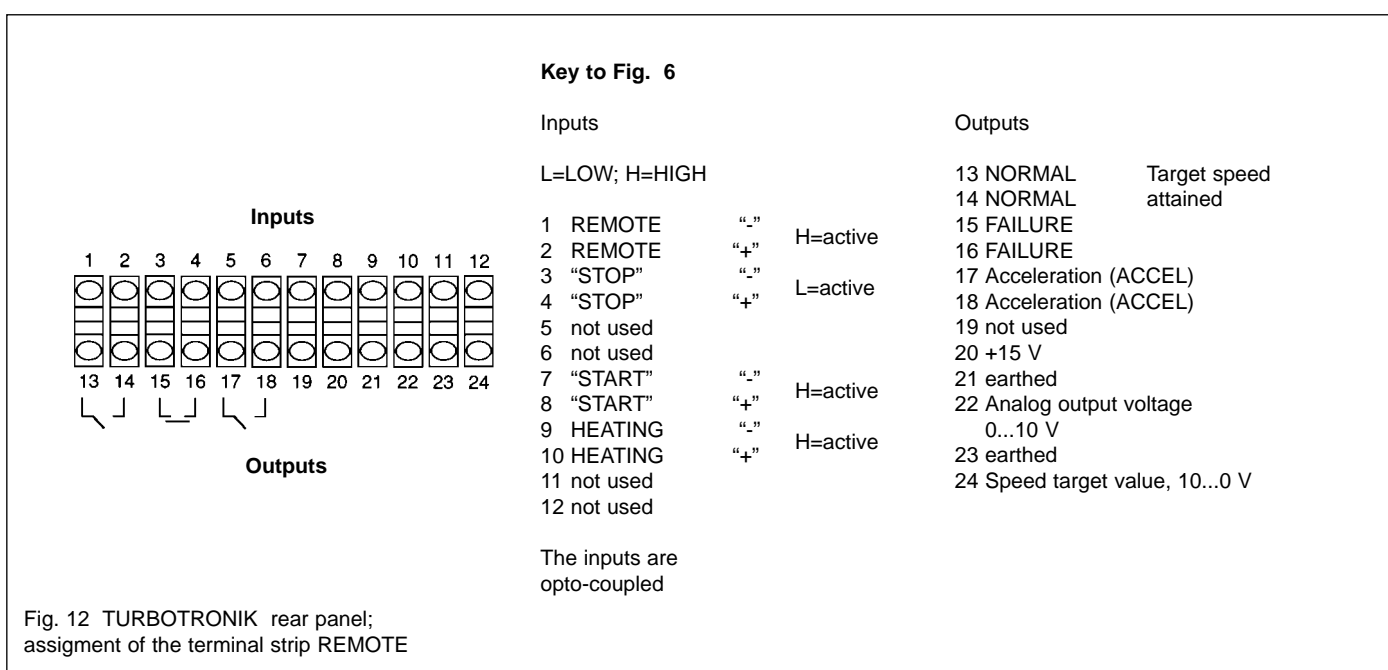 Key to Fig. 6
Inputs
L=LOW; H=HIGH
1 REMOTE “-”
H=active
2 REMOTE “+”
3 “STOP” “-”
L=active
4 “STOP” “+”
5 not used
6 not used
7 “START” “-”
H=active
8 “START” “+”
9 HEATING “-”
H=active
10 HEATING “+”
11 not used
12 not used
The inputs are
opto-coupled
Outputs
13 NORMAL Target speed
14 NORMAL attained
15 FAILURE
16 FAILURE
17 Acceleration (ACCEL)
18 Acceleration (ACCEL)
19 not used
20 +15 V
21 earthed
22 Analog output voltage
0...10 V
23 earthed
24 Speed target value, 10...0 V
Inputs
1 2 3 4 5 6 7 8 9 10 11 12
13 14 15 16 17 18 19 20 21 22 23 24
Outputs
Fig. 12 TURBOTRONIK rear panel;
assigment of the terminal strip REMOTE